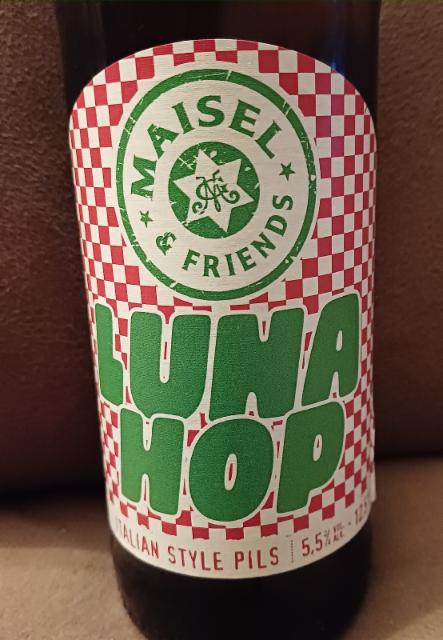 MAISEL
& FRIENDS
LUNA
HOP
ITALIAN STYLE PILS 5,5% VOL. ALC.